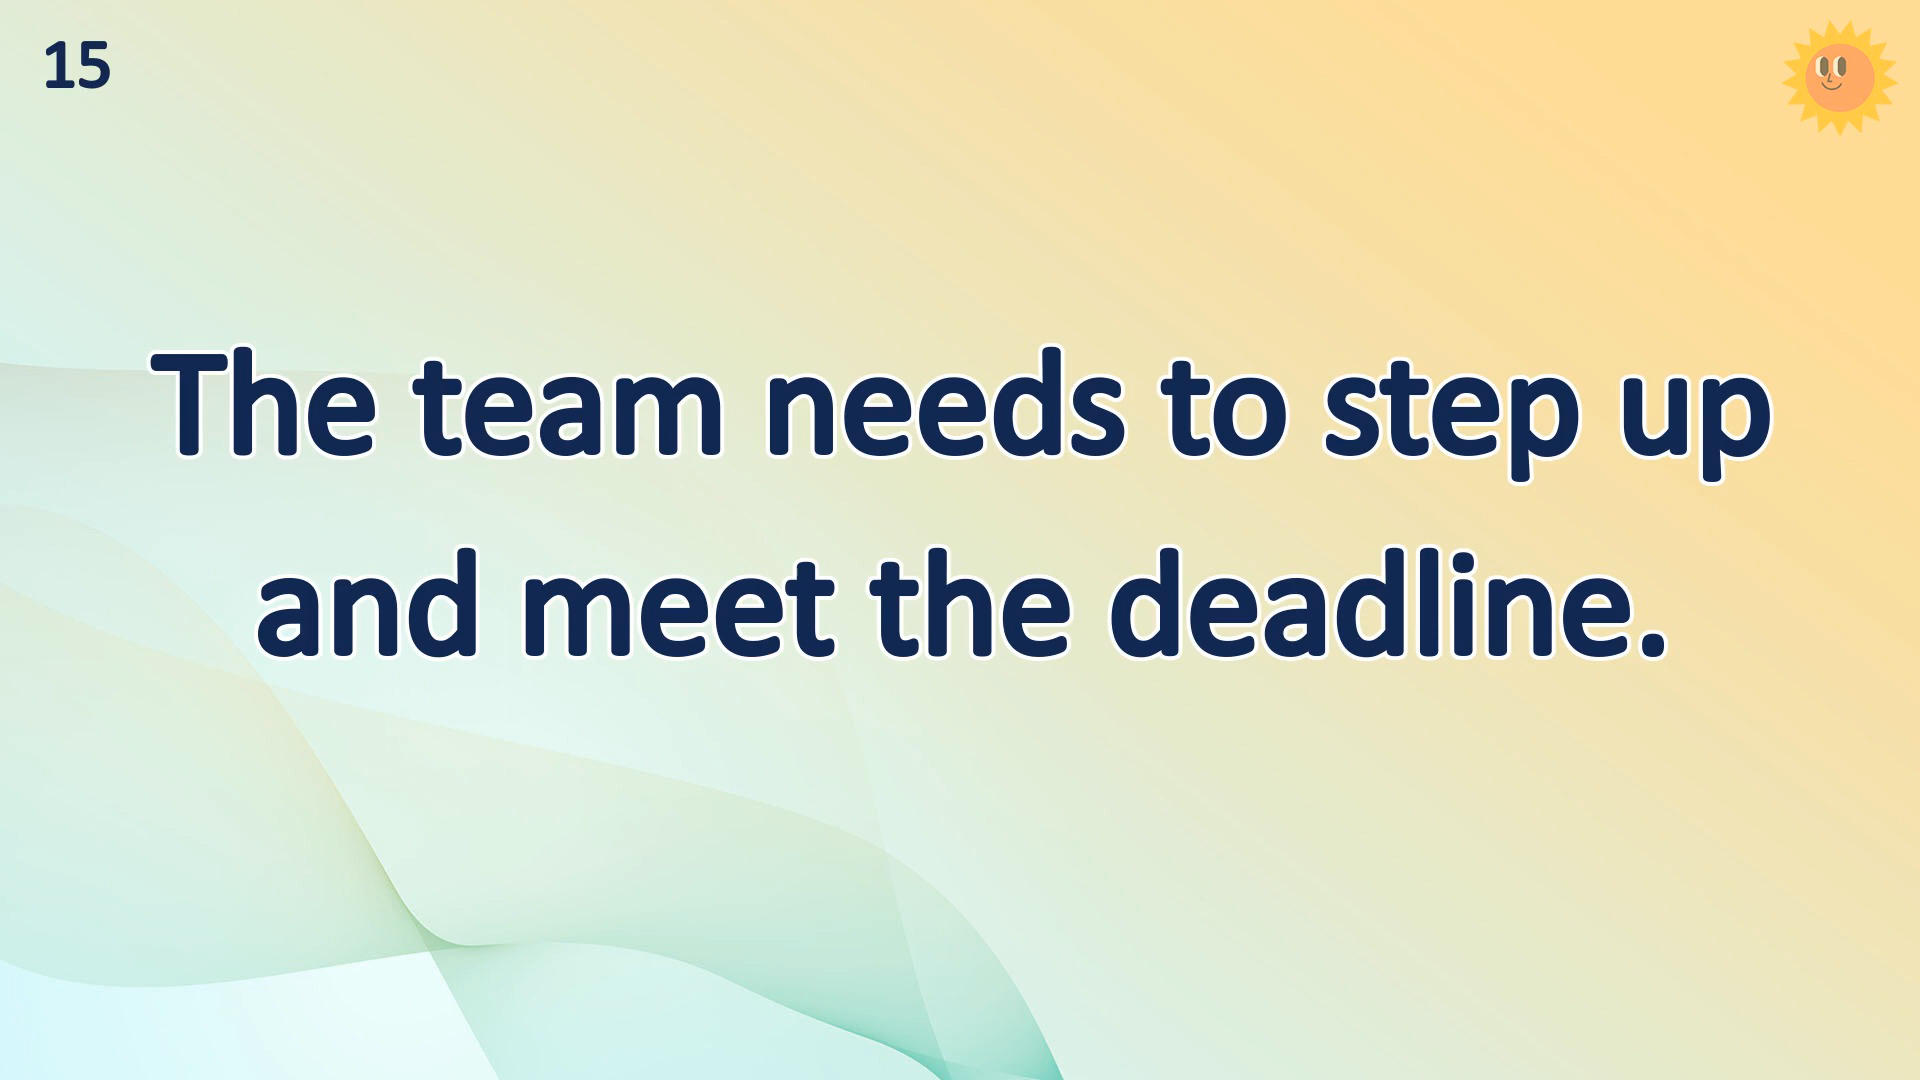 15
The team needs to step up
and meet the deadline.